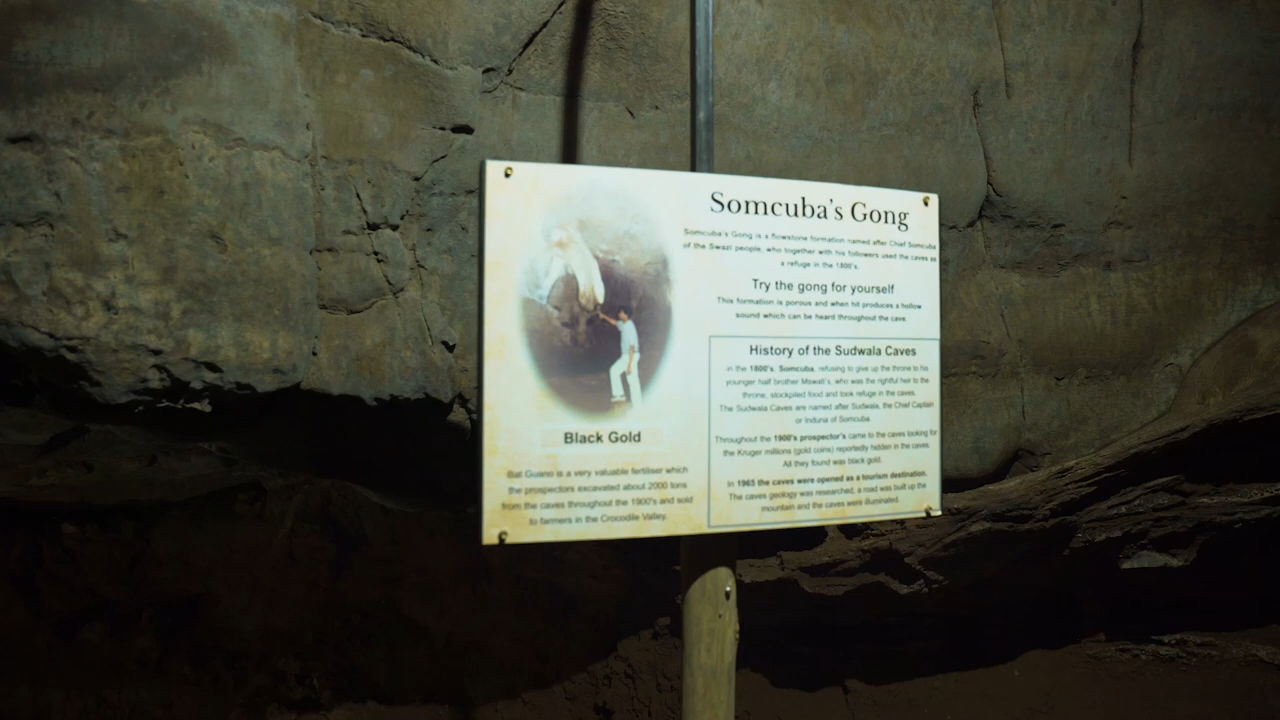 Somcuba's Gong
Somcuba's Gong is a flowstone formation named after Chief Somcuba
of the Swazi people, who together with his followers used the caves as
a refuge in the 1800's.
Try the gong for yourself
This formation is porous and when hit produces a hollow
sound which can be heard throughout the cave.
History of the Sudwala Caves
in the 1800's, Somcuba, refusing to give up the throne to his
younger half brother Mswati's, who was the rightful heir to the
throne, stockpiled food and took refuge in the caves.
The Sudwala Caves are named after Sudwala, the Chief Captain
or Induna of Somcuba.
Throughout the 1900's prospector's came to the caves looking for
the Kruger millions (gold coins) reportedly hidden in the caves.
All they found was black gold.
In 1965 the caves were opened as a tourism destination.
The caves geology was researched, a road was built up the
mountain and the caves were illuminated.
Black Gold
Bat Guano is a very valuable fertiliser which
the prospectors excavated about 2000 tons
from the caves throughout the 1900's and sold
to farmers in the Crocodile Valley.